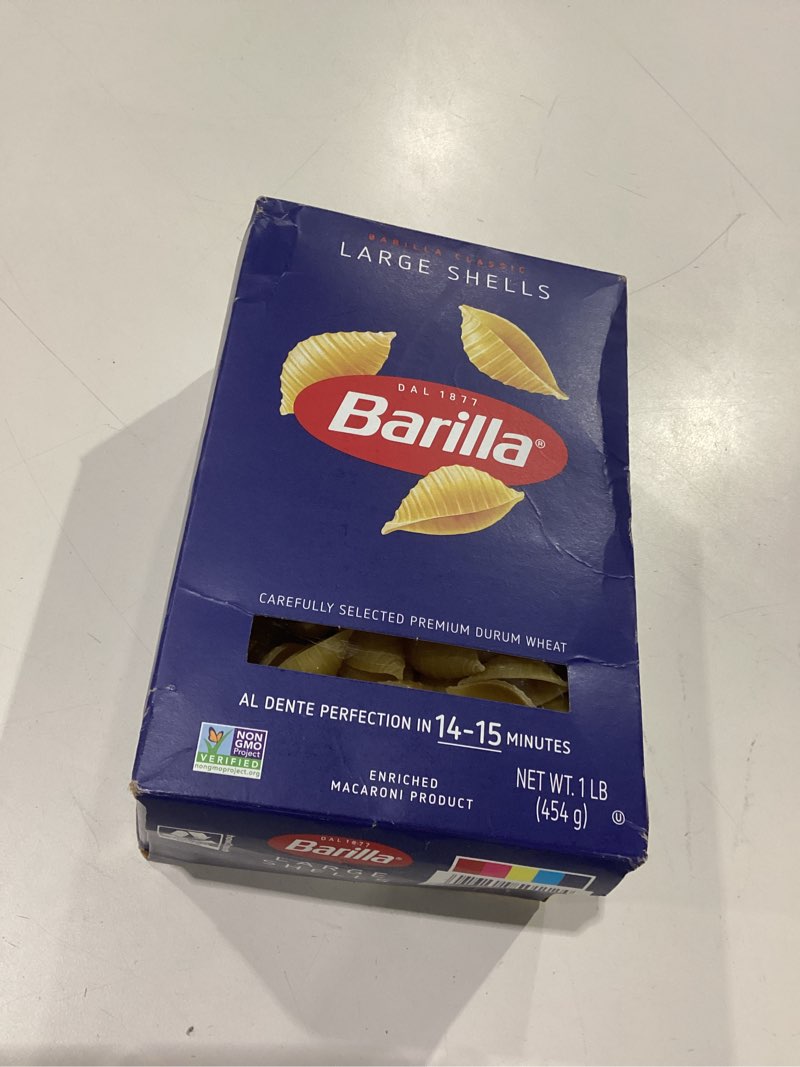 BARILLA CLASSIC
LARGE SHELLS
DAL 1877
Barilla®
CAREFULLY SELECTED PREMIUM DURUM WHEAT
AL DENTE PERFECTION IN 14-15 MINUTES
NON
GMO
Project
VERIFIED
nongmoproject.org
ENRICHED
MACARONI PRODUCT
NET WT. 1 LB
(454 g)
U
DAL 1877
Barilla®
LARGE
SHELLS